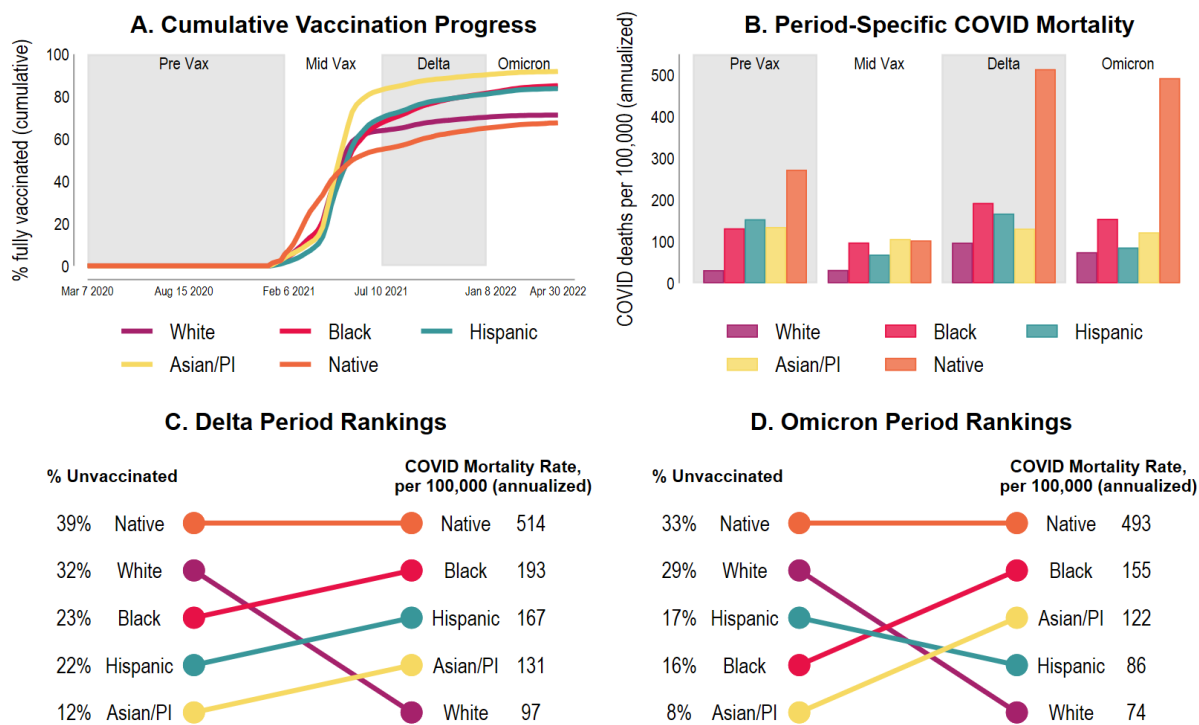 A. Cumulative Vaccination Progress
% fully vaccinated (cumulative)
100
80
60
40
20
0
Pre Vax
Mid Vax
Delta
Omicron
Mar 7 2020
Aug 15 2020
Feb 6 2021
Jul 10 2021
Jan 8 2022
Apr 30 2022
White
Black
Hispanic
Asian/PI
Native
B. Period-Specific COVID Mortality
COVID deaths per 100,000 (annualized)
500
400
300
200
100
0
Pre Vax
Mid Vax
Delta
Omicron
White
Black
Hispanic
Asian/PI
Native
C. Delta Period Rankings
% Unvaccinated
COVID Mortality Rate,
per 100,000 (annualized)
39% Native Native 514
32% White Black 193
23% Black Hispanic 167
22% Hispanic Asian/PI 131
12% Asian/PI White 97
D. Omicron Period Rankings
% Unvaccinated
COVID Mortality Rate,
per 100,000 (annualized)
33% Native Native 493
29% White Black 155
17% Hispanic Asian/PI 122
16% Black Hispanic 86
8% Asian/PI White 74